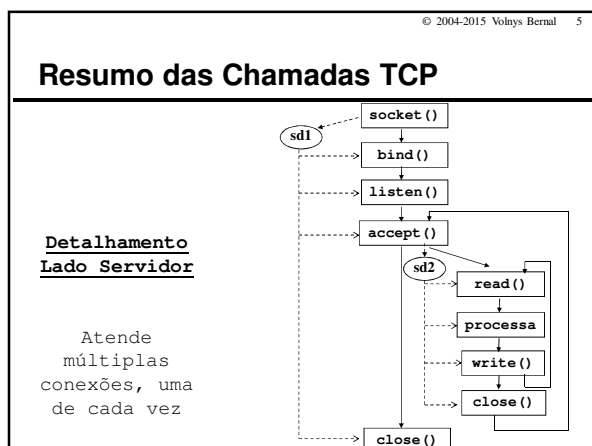 © 2004-2015 Volnys Bernal 5
Resumo das Chamadas TCP
socket()
sd1
bind()
listen()
accept()
Detalhamento
Lado Servidor
sd2
read()
processa
Atende
múltiplas
conexões, uma
de cada vez
write()
close()
close()